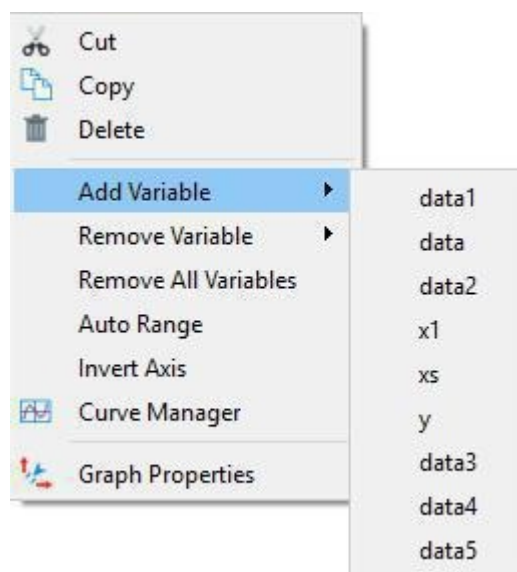 Cut
Copy
Delete
Add Variable
Remove Variable
Remove All Variables
Auto Range
Invert Axis
Curve Manager
Graph Properties
data1
data
data2
x1
xs
y
data3
data4
data5